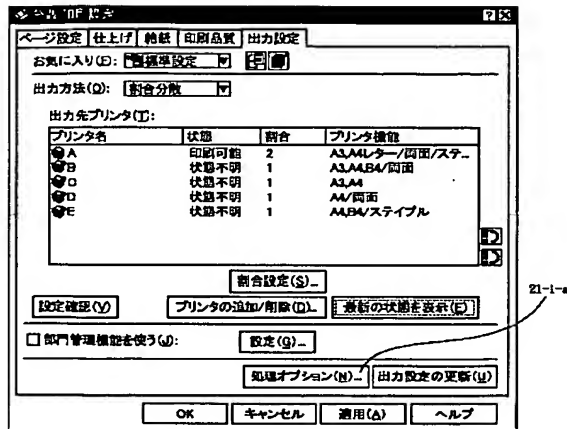 ページ設定 仕上げ 給紙 印刷品質 出力設定
お気に入り(F): 標準設定
出力方法(O): 割合分散
出力先プリンタ(T):
プリンタ名 状態 割合 プリンタ機能
A 印刷可能 2 A3,A4レター/両面/ステ...
B 状態不明 1 A3,A4,B4/両面
C 状態不明 1 A3,A4
D 状態不明 1 A4/両面
E 状態不明 1 A4,B4/ステイプル
割合設定(S)...
設定確認(V) プリンタの追加/削除(D)... 最新の状態を表示(E)
21-1-a
部門管理機能を使う(J): 設定(G)...
処理オプション(N)... 出力設定の更新(U)
OK キャンセル 適用(A) ヘルプ